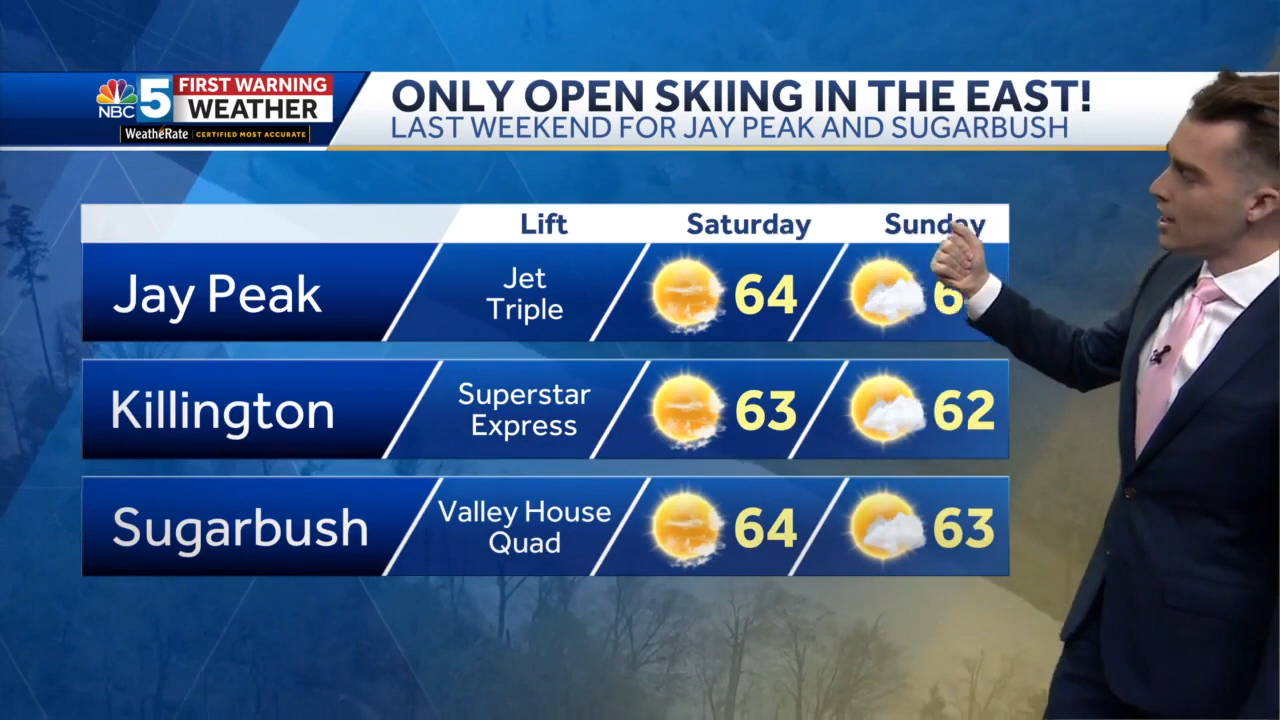 NBC 5 FIRST WARNING
WEATHER
WeatheRate CERTIFIED MOST ACCURATE
ONLY OPEN SKIING IN THE EAST!
LAST WEEKEND FOR JAY PEAK AND SUGARBUSH
Lift Saturday Sunday
Jay Peak Jet Triple 64
Killington Superstar Express 63 62
Sugarbush Valley House Quad 64 63